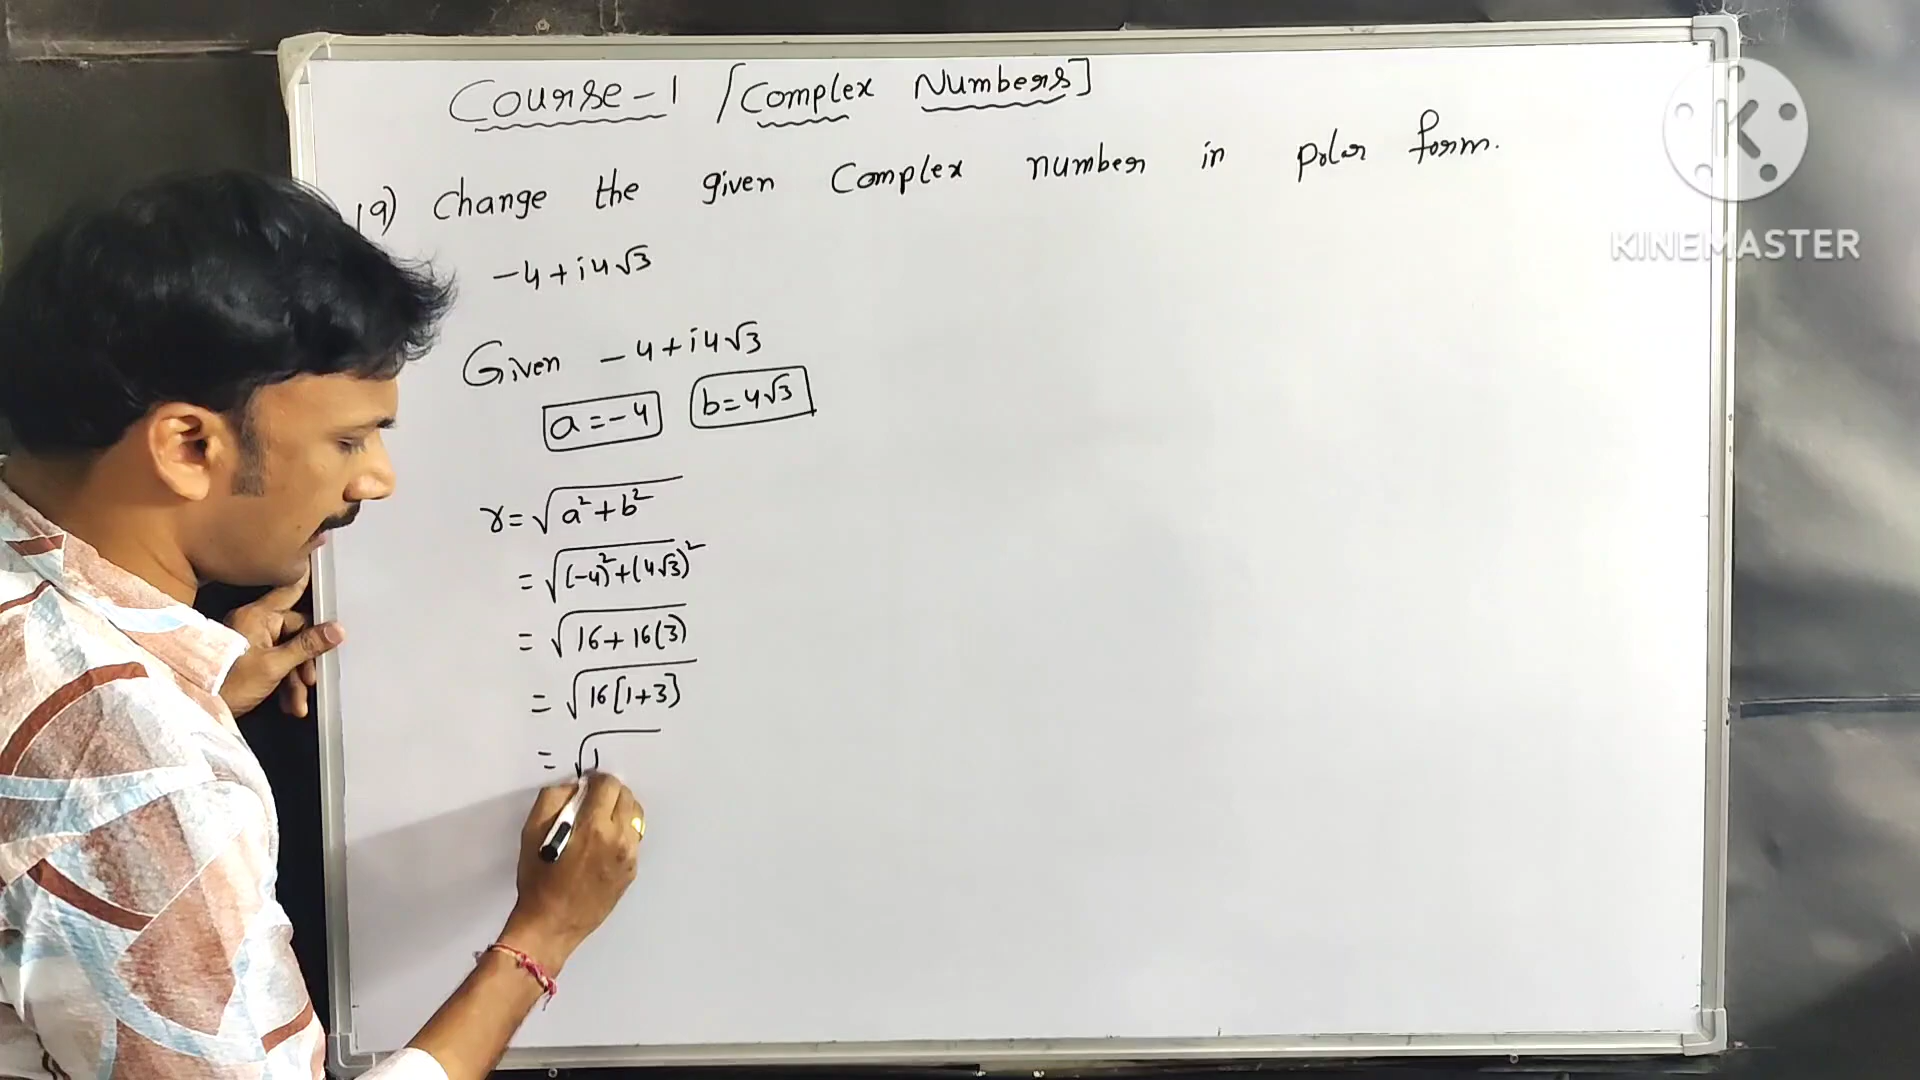 Course-1 [Complex Numbers]
19) Change the given Complex number in polar form.
-4+i4√3
Given -4+i4√3
a=-4 b=4√3
r=√a²+b²
=√(-4)²+(4√3)²
=√16+16(3)
=√16[1+3]
=√1
KINEMASTER